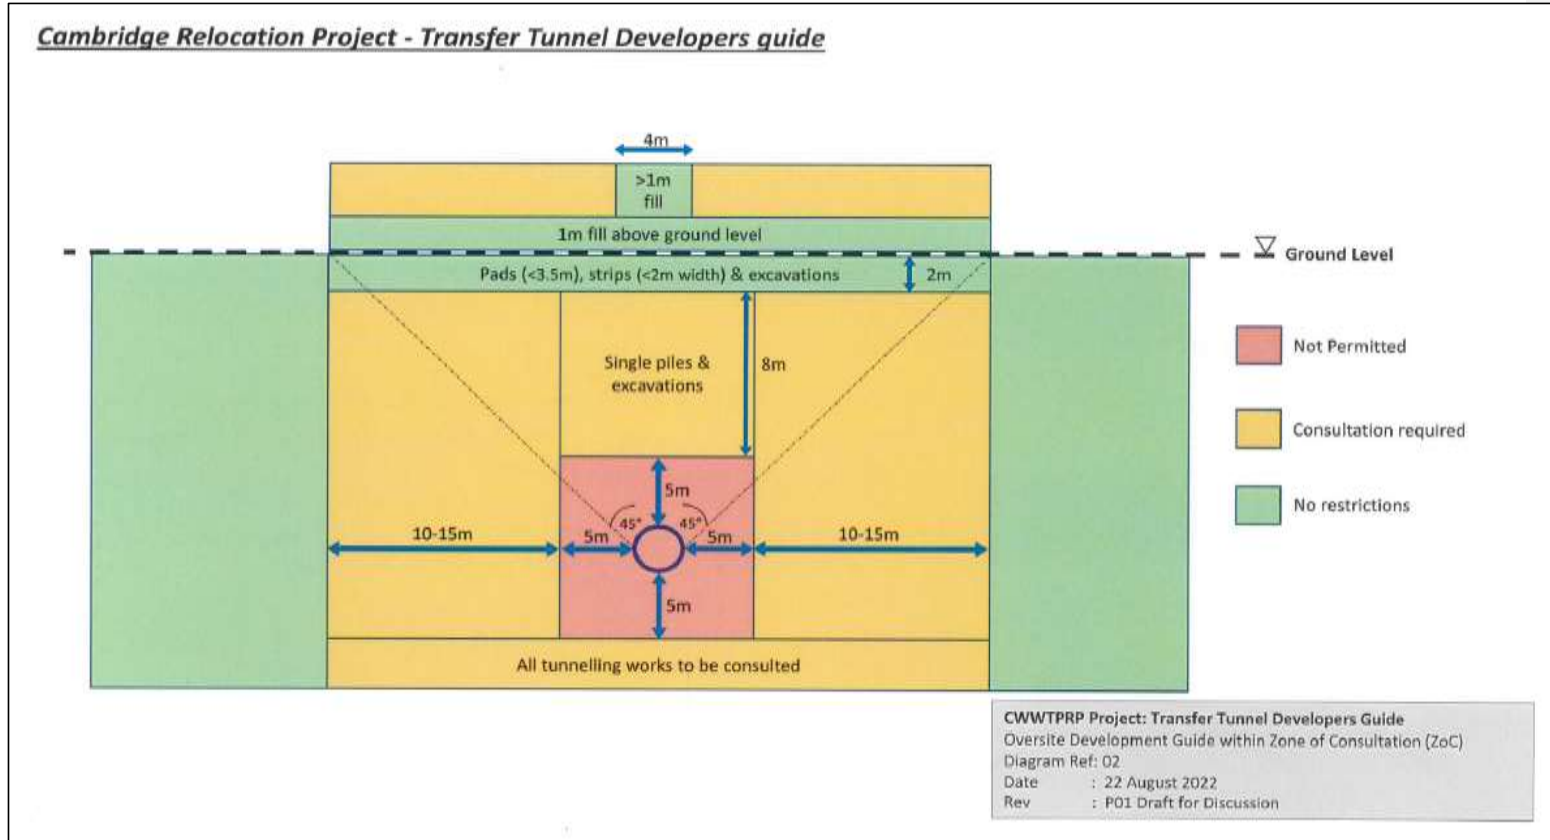 Cambridge Relocation Project - Transfer Tunnel Developers guide
4m
>1m
fill
1m fill above ground level
Ground Level
Pads (<3.5m), strips (<2m width) & excavations
2m
Single piles &
excavations
8m
Not Permitted
Consultation required
No restrictions
5m
45°
45°
10-15m
5m
5m
10-15m
5m
All tunnelling works to be consulted
CWWTPRP Project: Transfer Tunnel Developers Guide
Oversite Development Guide within Zone of Consultation (ZoC)
Diagram Ref: 02
Date : 22 August 2022
Rev : P01 Draft for Discussion